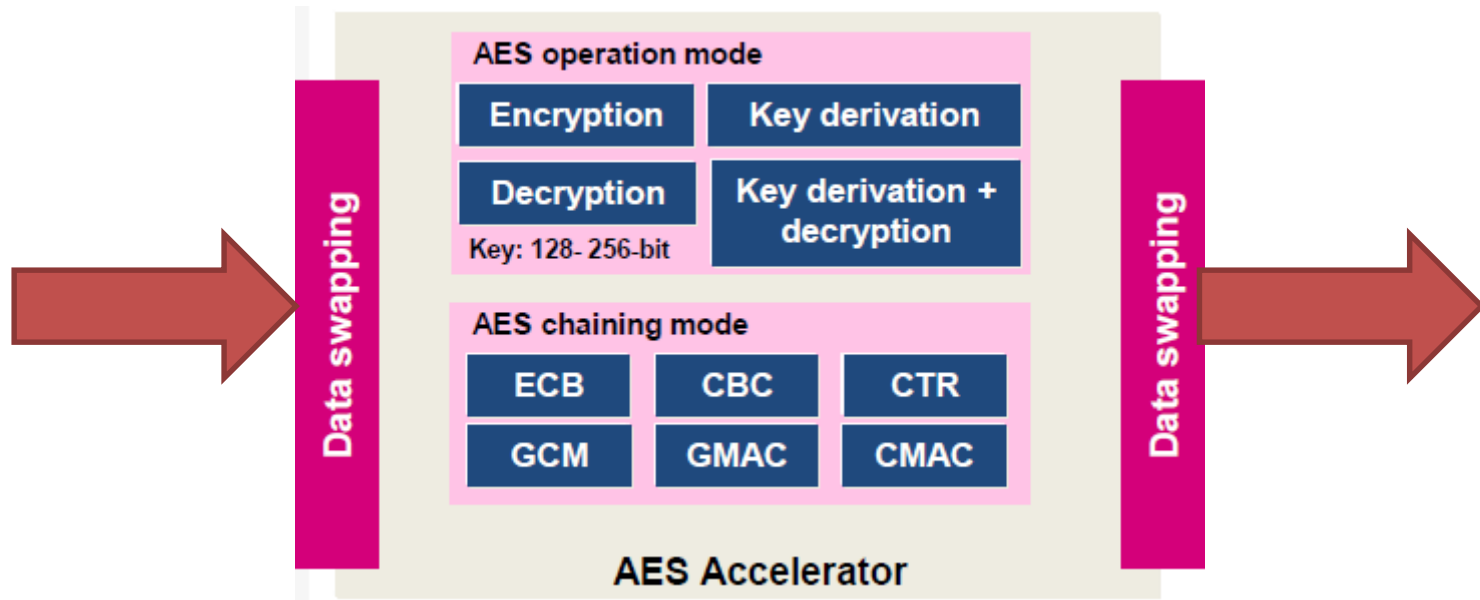 Data swapping
AES operation mode
Encryption
Key derivation
Decryption
Key derivation +
decryption
Key: 128- 256-bit
AES chaining mode
ECB
CBC
CTR
GCM
GMAC
CMAC
AES Accelerator
Data swapping